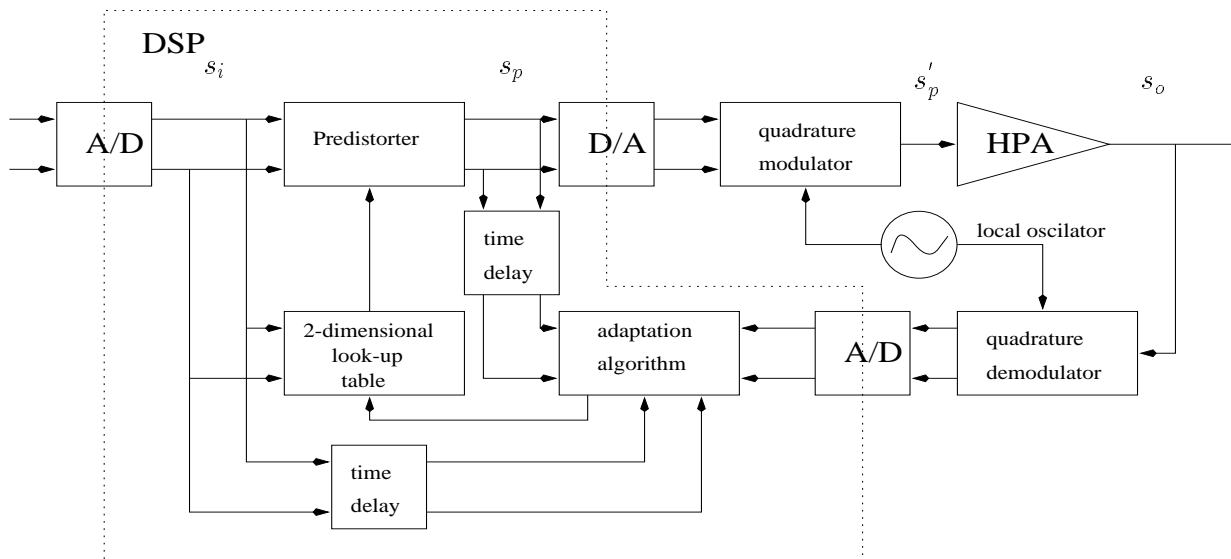 DSP
s_i
s_p
s_p'
s_o
A/D
Predistorter
D/A
quadrature
modulator
HPA
time
delay
local oscilator
2-dimensional
look-up
table
adaptation
algorithm
A/D
quadrature
demodulator
time
delay